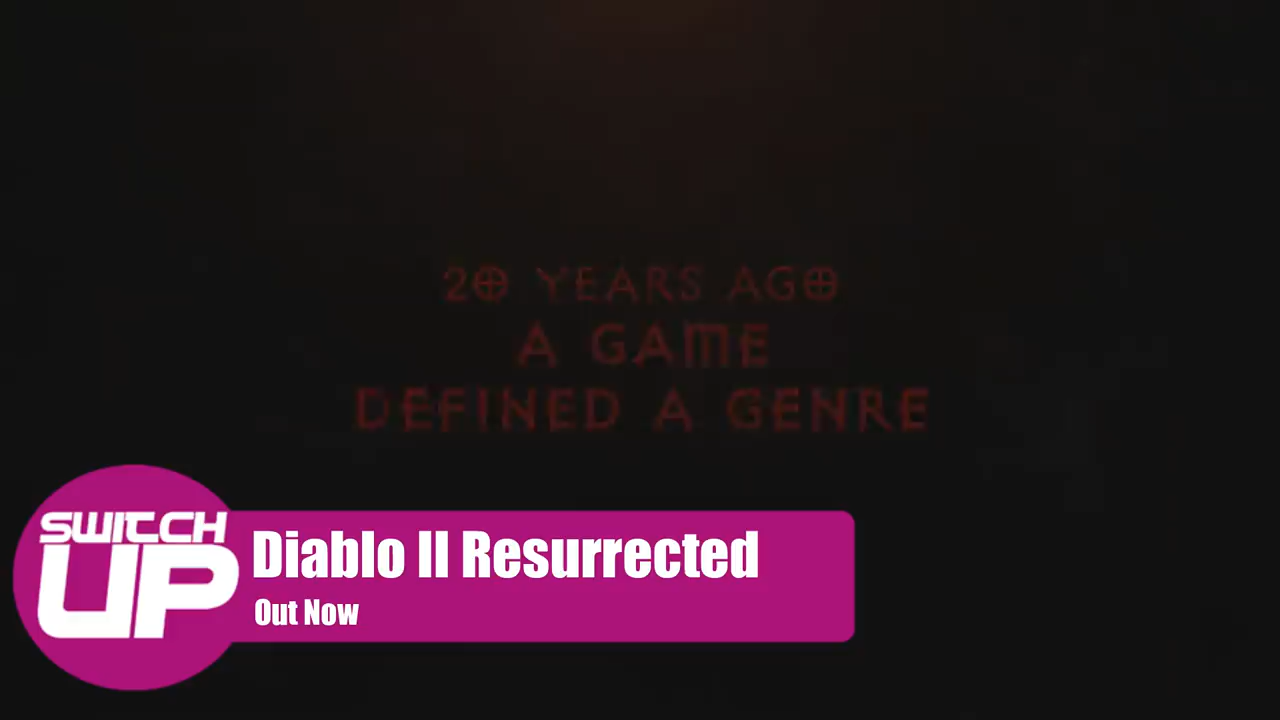 20 YEARS AGO
A GAME
DEFINED A GENRE
SWITCH
UP
Diablo II Resurrected
Out Now